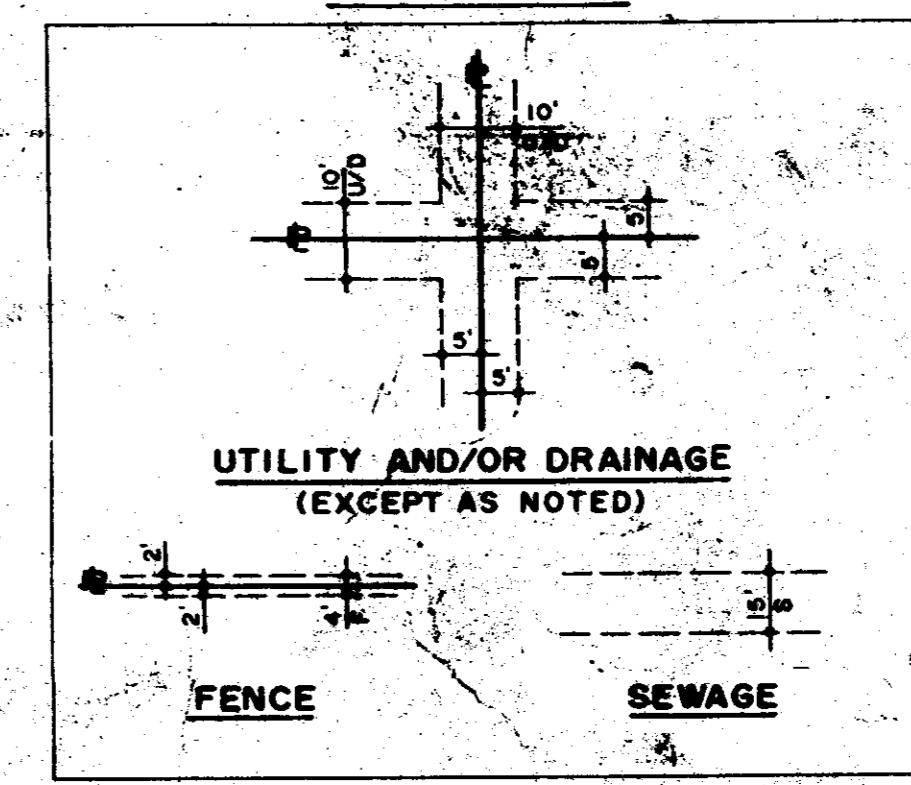 10'
10'
U/D
5'
5'
5'
5'
UTILITY AND/OR DRAINAGE
(EXCEPT AS NOTED)
2'
2'
4'
F
15'
S
FENCE
SEWAGE